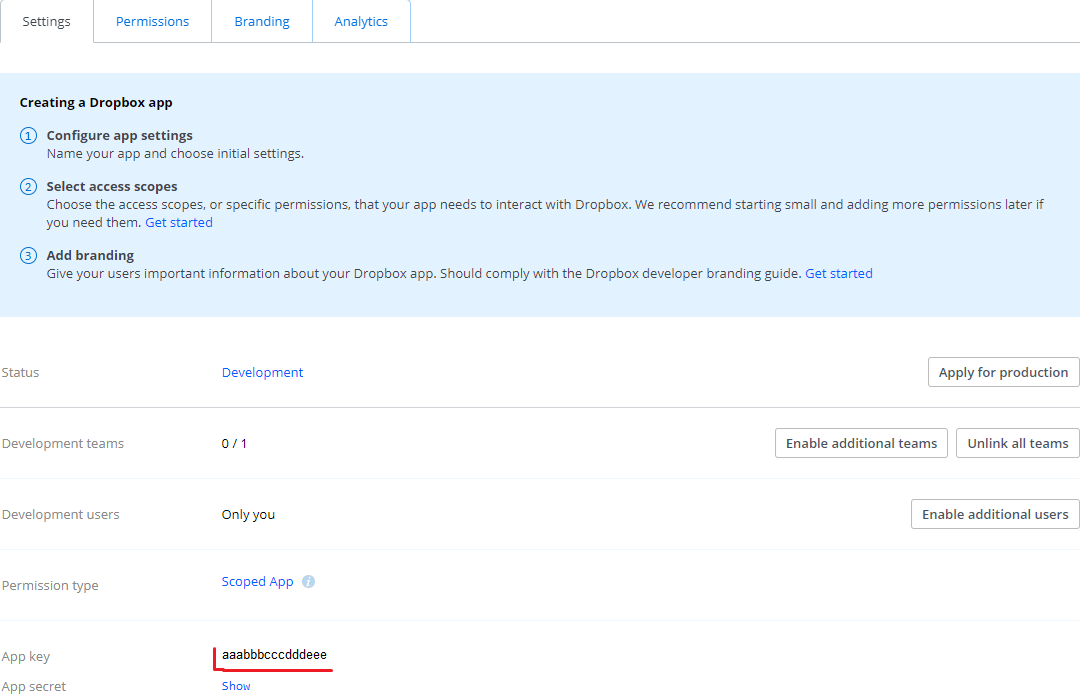 Settings Permissions Branding Analytics
Creating a Dropbox app
1 Configure app settings
Name your app and choose initial settings.
2 Select access scopes
Choose the access scopes, or specific permissions, that your app needs to interact with Dropbox. We recommend starting small and adding more permissions later if
you need them. Get started
3 Add branding
Give your users important information about your Dropbox app. Should comply with the Dropbox developer branding guide. Get started
Status Development Apply for production
Development teams 0 / 1 Enable additional teams Unlink all teams
Development users Only you Enable additional users
Permission type Scoped App i
App key aaabbbcccdddeee
App secret Show